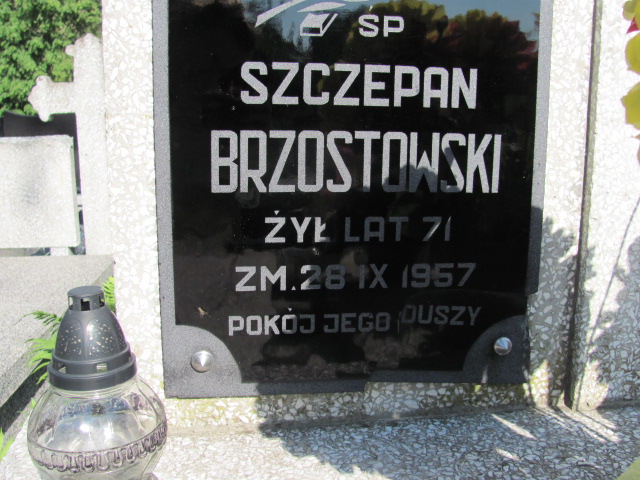 SP
SZCZEPAN
BRZOSTOWSKI
ŻYŁ LAT 71
ZM. 28 IX 1957
POKÓJ JEGO DUSZY